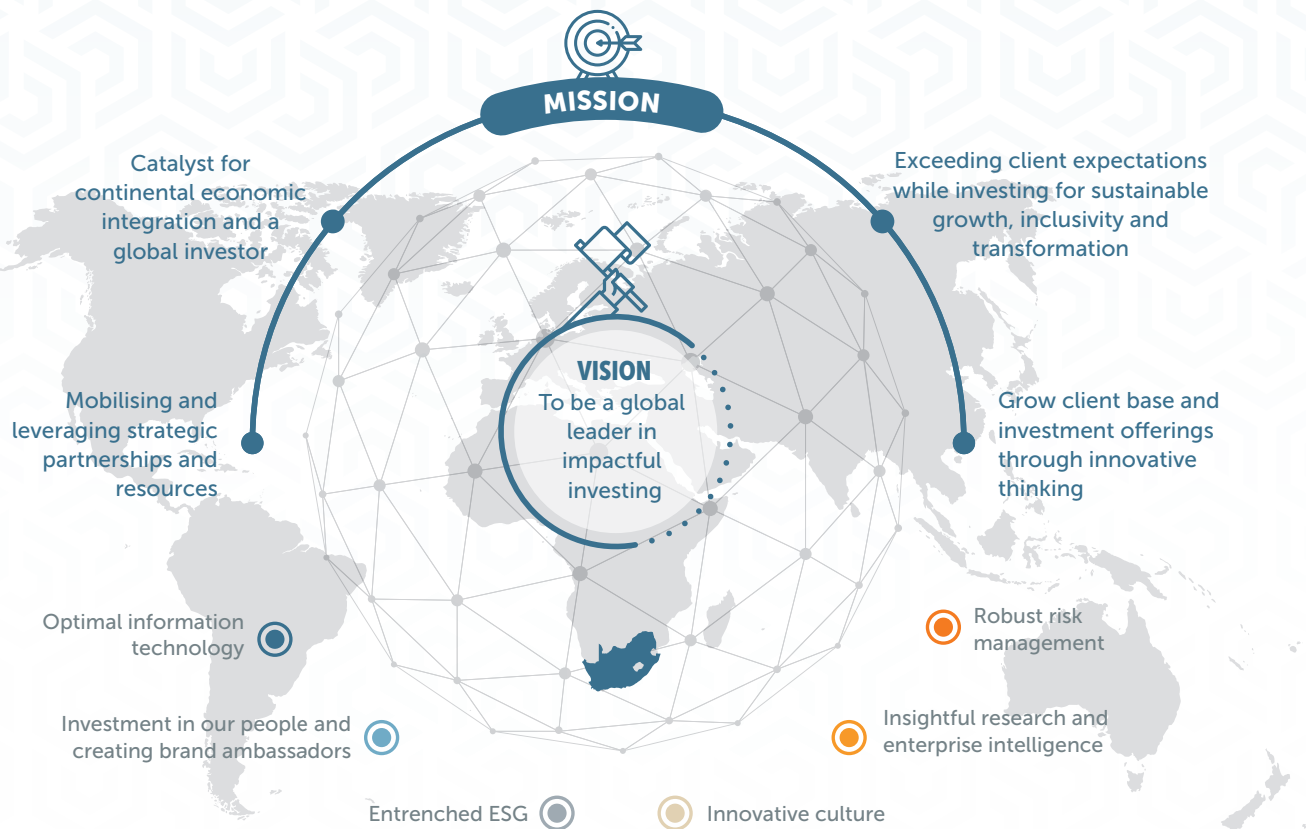 MISSION
Catalyst for
continental economic
integration and a
global investor
Exceeding client expectations
while investing for sustainable
growth, inclusivity and
transformation
Mobilising and
leveraging strategic
partnerships and
resources
VISION
To be a global
leader in
impactful
investing
Grow client base and
investment offerings
through innovative
thinking
Optimal information
technology
Robust risk
management
Investment in our people and
creating brand ambassadors
Insightful research and
enterprise intelligence
Entrenched ESG
Innovative culture